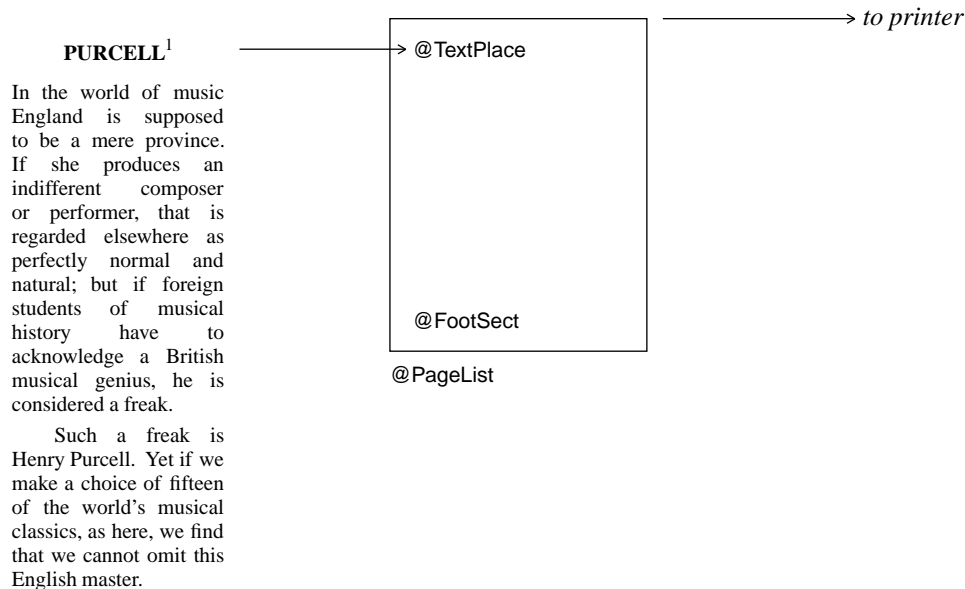 to printer
PURCELL1
@TextPlace
In the world of music
England is supposed
to be a mere province.
If she produces an
indifferent composer
or performer, that is
regarded elsewhere as
perfectly normal and
natural; but if foreign
students of musical
history have to
acknowledge a British
musical genius, he is
considered a freak.
Such a freak is
Henry Purcell. Yet if we
make a choice of fifteen
of the world's musical
classics, as here, we find
that we cannot omit this
English master.
@FootSect
@PageList